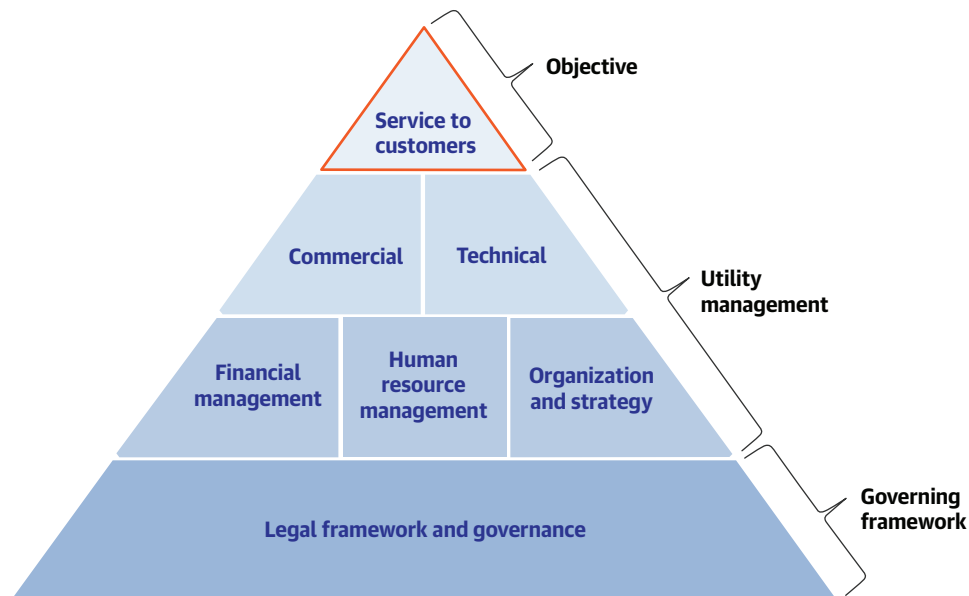 Objective
Service to
customers
Commercial
Technical
Utility
management
Financial
management
Human
resource
management
Organization
and strategy
Governing
framework
Legal framework and governance